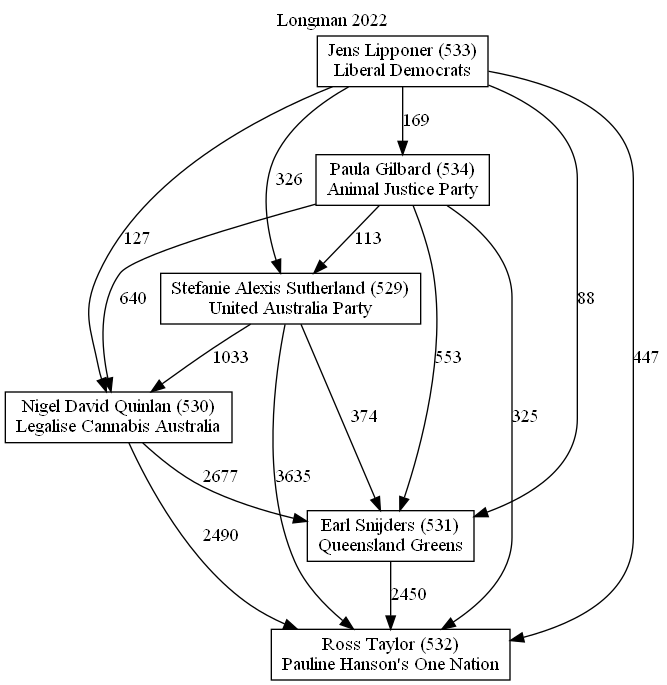 Longman 2022
Jens Lipponer (533)
Liberal Democrats
169
326
Paula Gilbard (534)
Animal Justice Party
127
113
640
88
Stefanie Alexis Sutherland (529)
United Australia Party
1033
553
447
374
325
Nigel David Quinlan (530)
Legalise Cannabis Australia
2677
3635
2490
Earl Snijders (531)
Queensland Greens
2450
Ross Taylor (532)
Pauline Hanson's One Nation